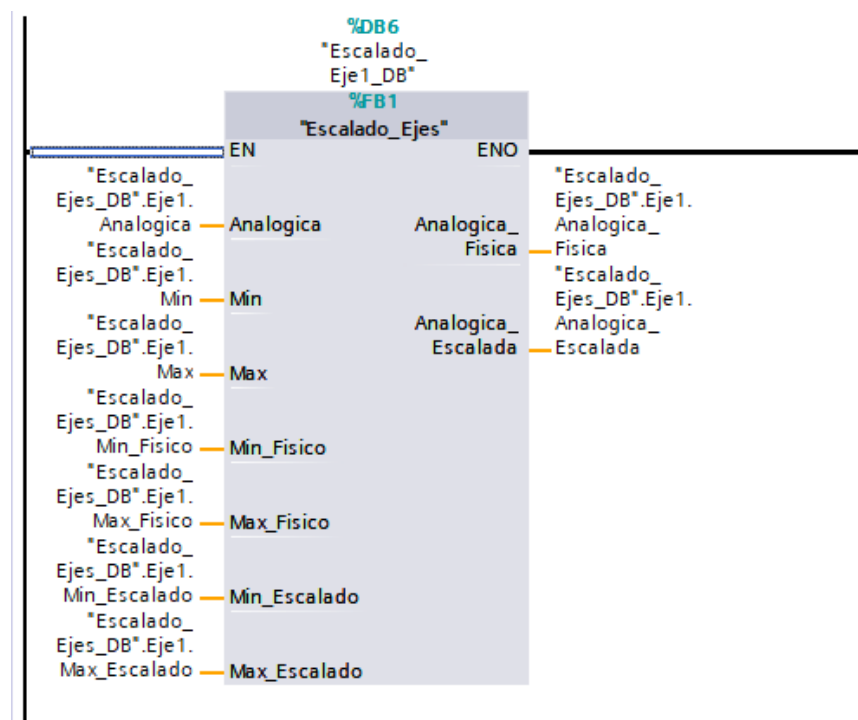 %DB6
"Escalado_
Eje1_DB"
%FB1
"Escalado_Ejes"
EN ENO
"Escalado_
Ejes_DB".Eje1.
Analogica
Analogica
"Escalado_
Ejes_DB".Eje1.
Min
Min
"Escalado_
Ejes_DB".Eje1.
Max
Max
"Escalado_
Ejes_DB".Eje1.
Min_Fisico
Min_Fisico
"Escalado_
Ejes_DB".Eje1.
Max_Fisico
Max_Fisico
"Escalado_
Ejes_DB".Eje1.
Min_Escalado
Min_Escalado
"Escalado_
Ejes_DB".Eje1.
Max_Escalado
Max_Escalado
Analogica_
Fisica
"Escalado_
Ejes_DB".Eje1.
Analogica_
Fisica
Analogica_
Escalada
"Escalado_
Ejes_DB".Eje1.
Analogica_
Escalada